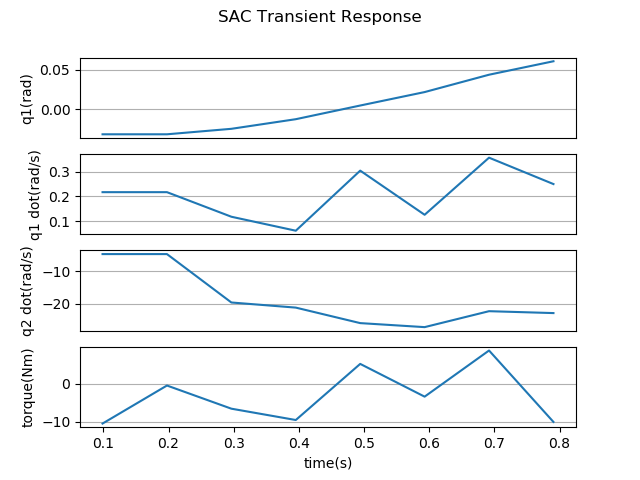 SAC Transient Response
q1(rad)
0.05
0.00
q1 dot(rad/s)
0.3
0.2
0.1
q2 dot(rad/s)
−10
−20
torque(Nm)
0
−10
0.1 0.2 0.3 0.4 0.5 0.6 0.7 0.8
time(s)